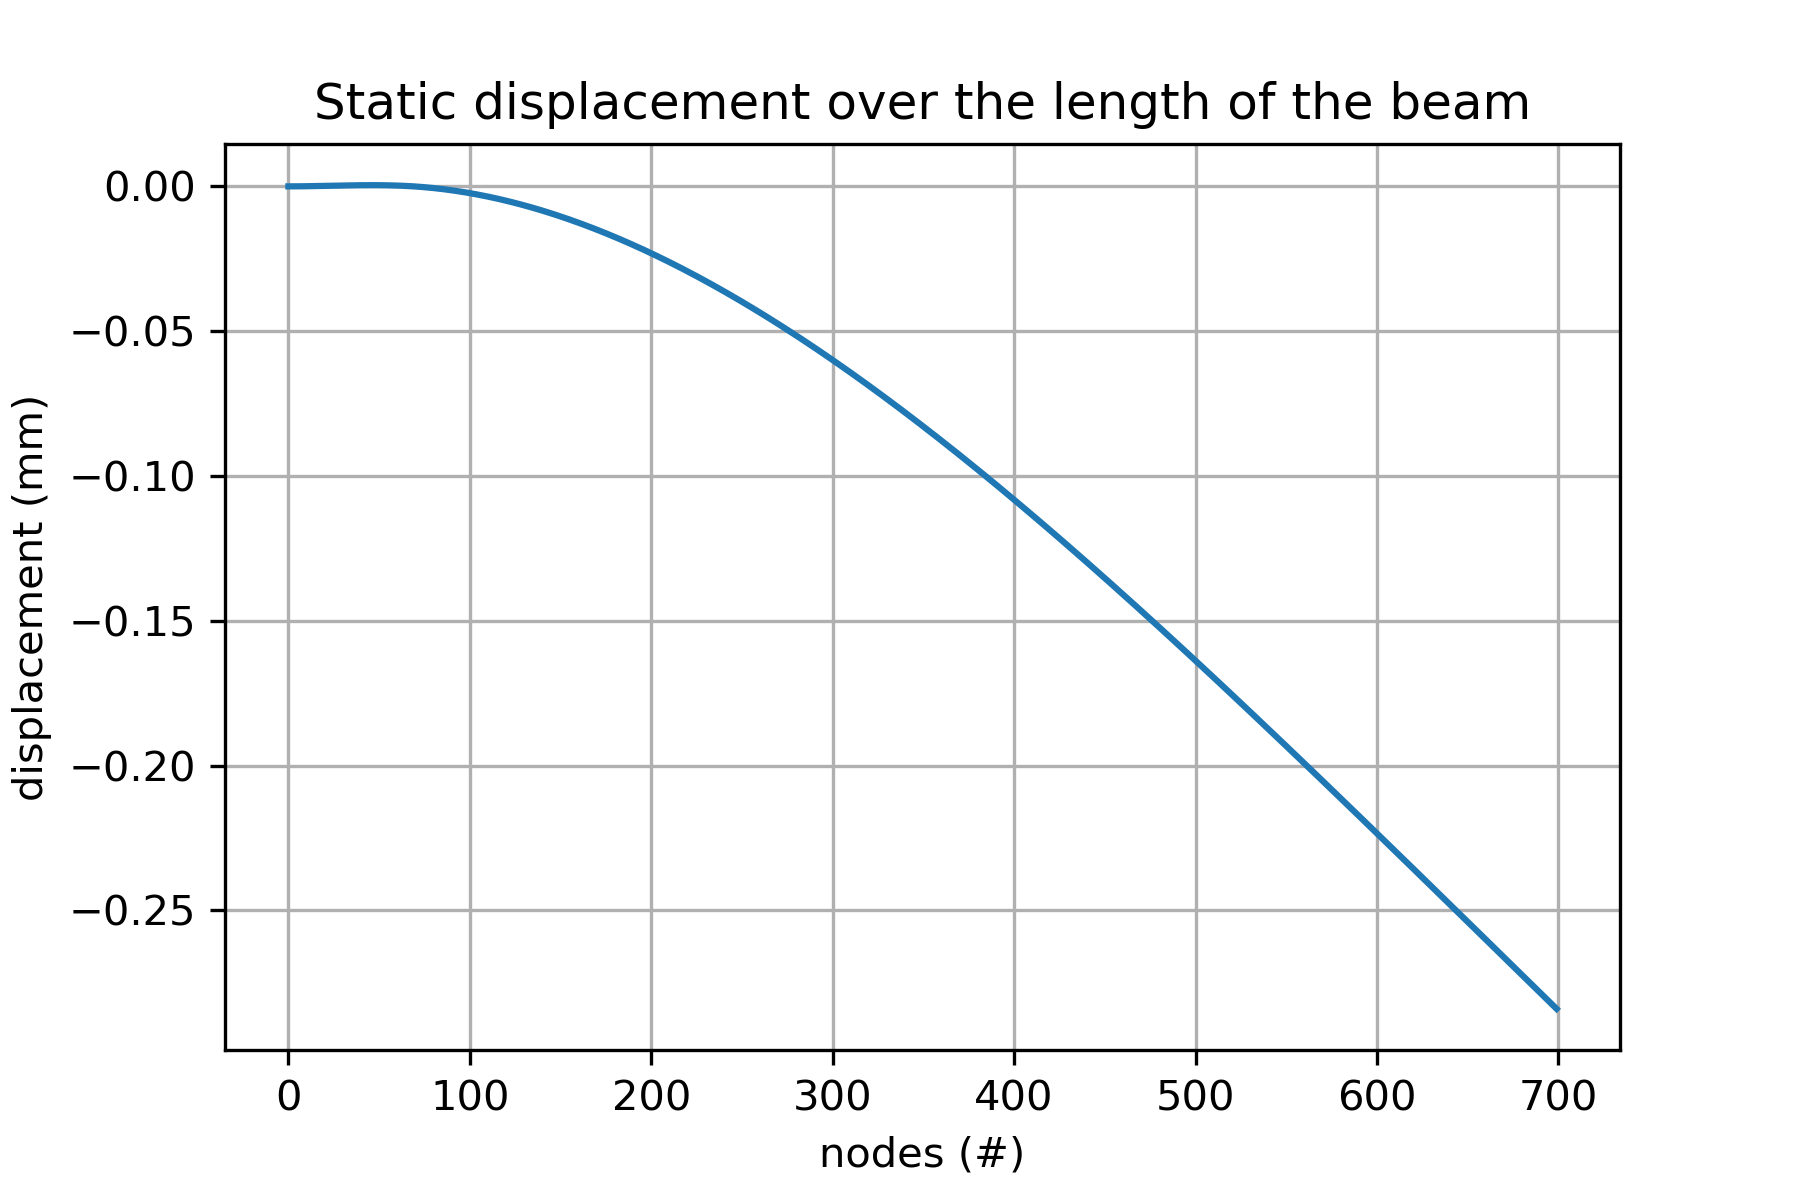 Static displacement over the length of the beam
0.00
−0.05
−0.10
−0.15
−0.20
−0.25
displacement (mm)
0 100 200 300 400 500 600 700
nodes (#)